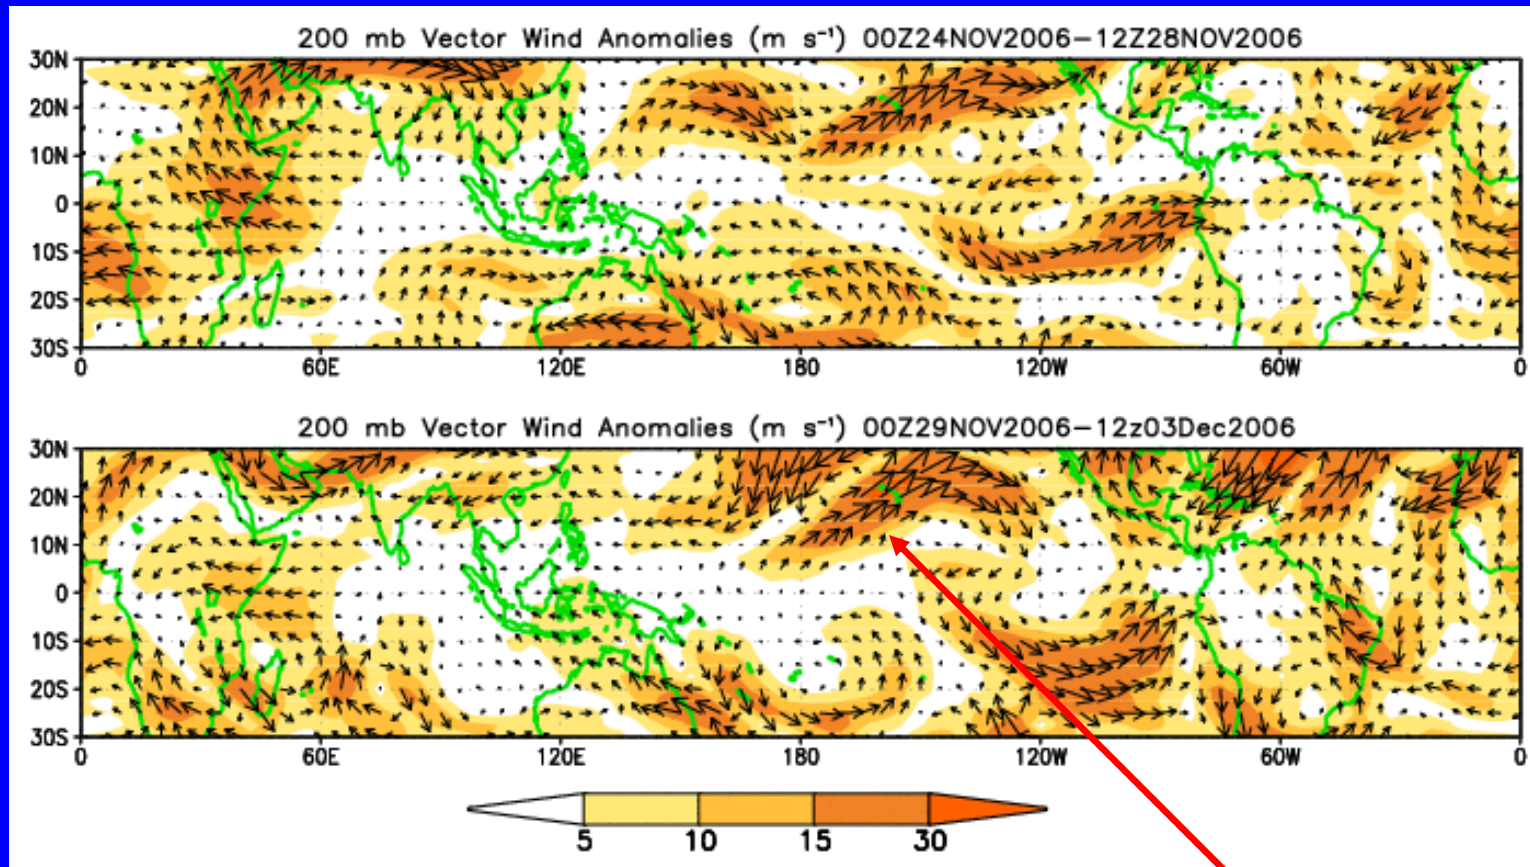 200 mb Vector Wind Anomalies (m s⁻¹) 00Z24NOV2006–12Z28NOV2006
30N
20N
10N
0
10S
20S
30S
0 60E 120E 180 120W 60W 0
200 mb Vector Wind Anomalies (m s⁻¹) 00Z29NOV2006–12z03Dec2006
30N
20N
10N
0
10S
20S
30S
0 60E 120E 180 120W 60W 0
5 10 15 30